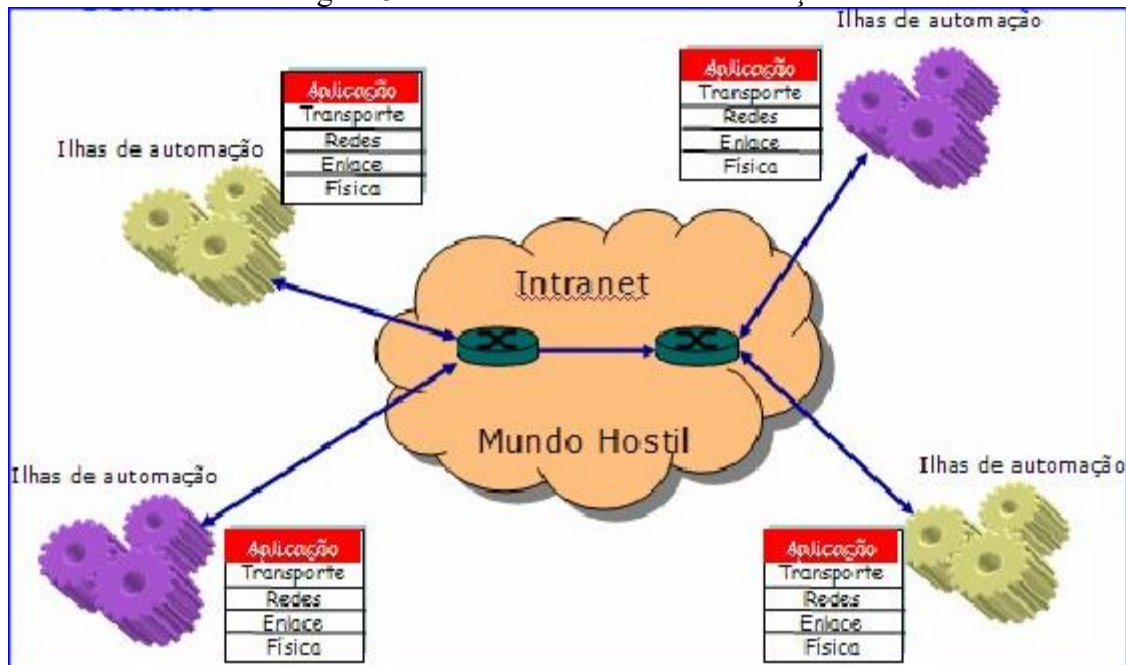 Ilhas de automação
Aplicação
Transporte
Redes
Enlace
Física
Aplicação
Transporte
Redes
Enlace
Física
Ilhas de automação
Intranet
Mundo Hostil
Ilhas de automação
Ilhas de automação
Aplicação
Transporte
Redes
Enlace
Física
Aplicação
Transporte
Redes
Enlace
Física